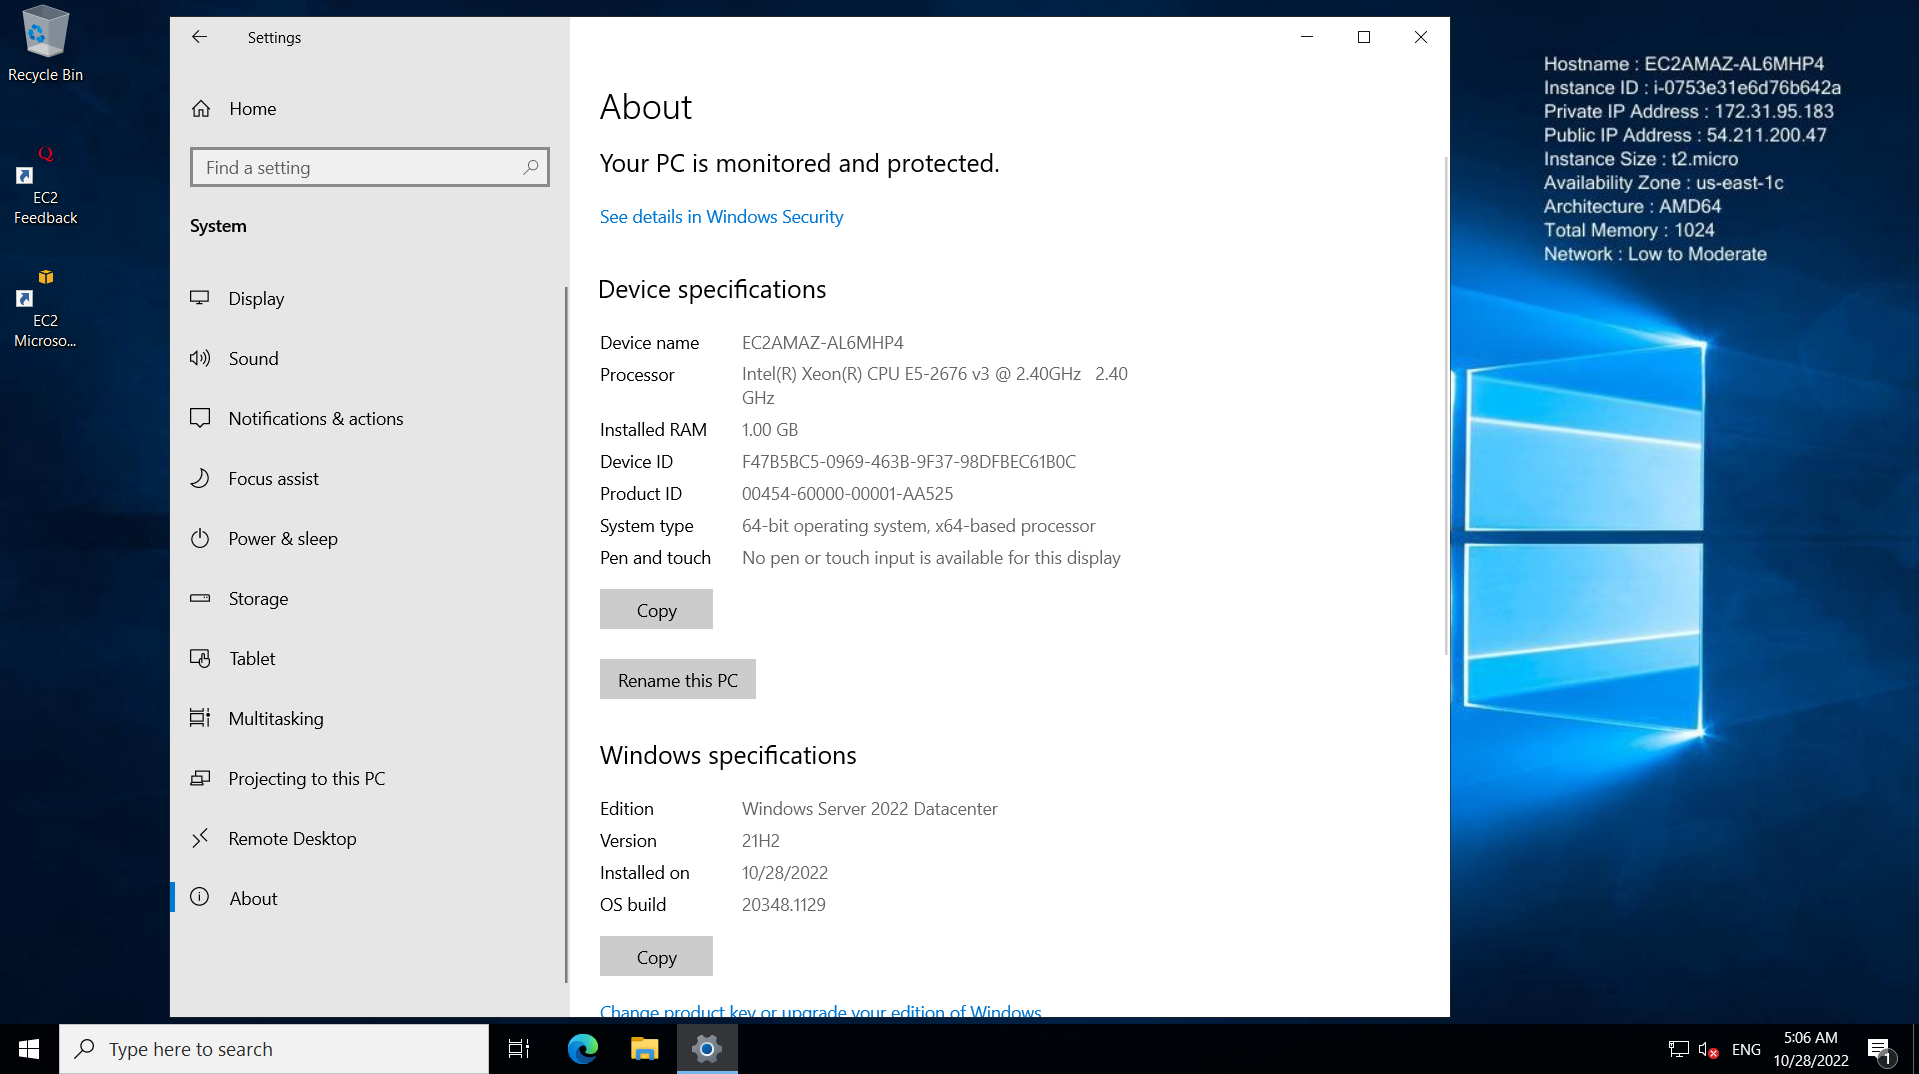 Recycle Bin
EC2
Feedback
EC2
Microso...
Settings
Home
Find a setting
System
Display
Sound
Notifications & actions
Focus assist
Power & sleep
Storage
Tablet
Multitasking
Projecting to this PC
Remote Desktop
About
About
Your PC is monitored and protected.
See details in Windows Security
Device specifications
Device name EC2AMAZ-AL6MHP4
Processor Intel(R) Xeon(R) CPU E5-2676 v3 @ 2.40GHz 2.40
GHz
Installed RAM 1.00 GB
Device ID F47B5BC5-0969-463B-9F37-98DFBEC61B0C
Product ID 00454-60000-00001-AA525
System type 64-bit operating system, x64-based processor
Pen and touch No pen or touch input is available for this display
Copy
Rename this PC
Windows specifications
Edition Windows Server 2022 Datacenter
Version 21H2
Installed on 10/28/2022
OS build 20348.1129
Copy
Change product key or upgrade your edition of Windows
Hostname : EC2AMAZ-AL6MHP4
Instance ID : i-0753e31e6d76b642a
Private IP Address : 172.31.95.183
Public IP Address : 54.211.200.47
Instance Size : t2.micro
Availability Zone : us-east-1c
Architecture : AMD64
Total Memory : 1024
Network : Low to Moderate
Type here to search
ENG
5:06 AM
10/28/2022
1